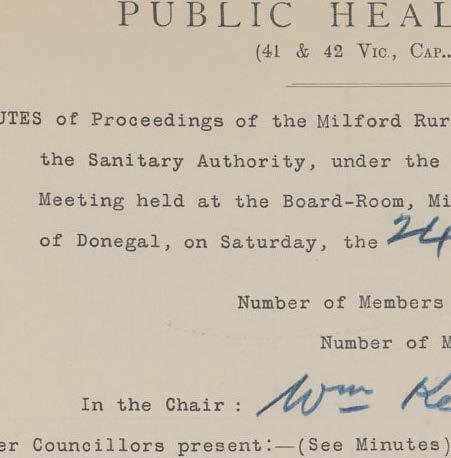 PUBLIC HEAL
(41 & 42 Vic., Cap..
UTES of Proceedings of the Milford Rur
the Sanitary Authority, under the
Meeting held at the Board-Room, Mi
of Donegal, on Saturday, the 24
Number of Members
Number of M
In the Chair : Wm Ke
er Councillors present:—(See Minutes)